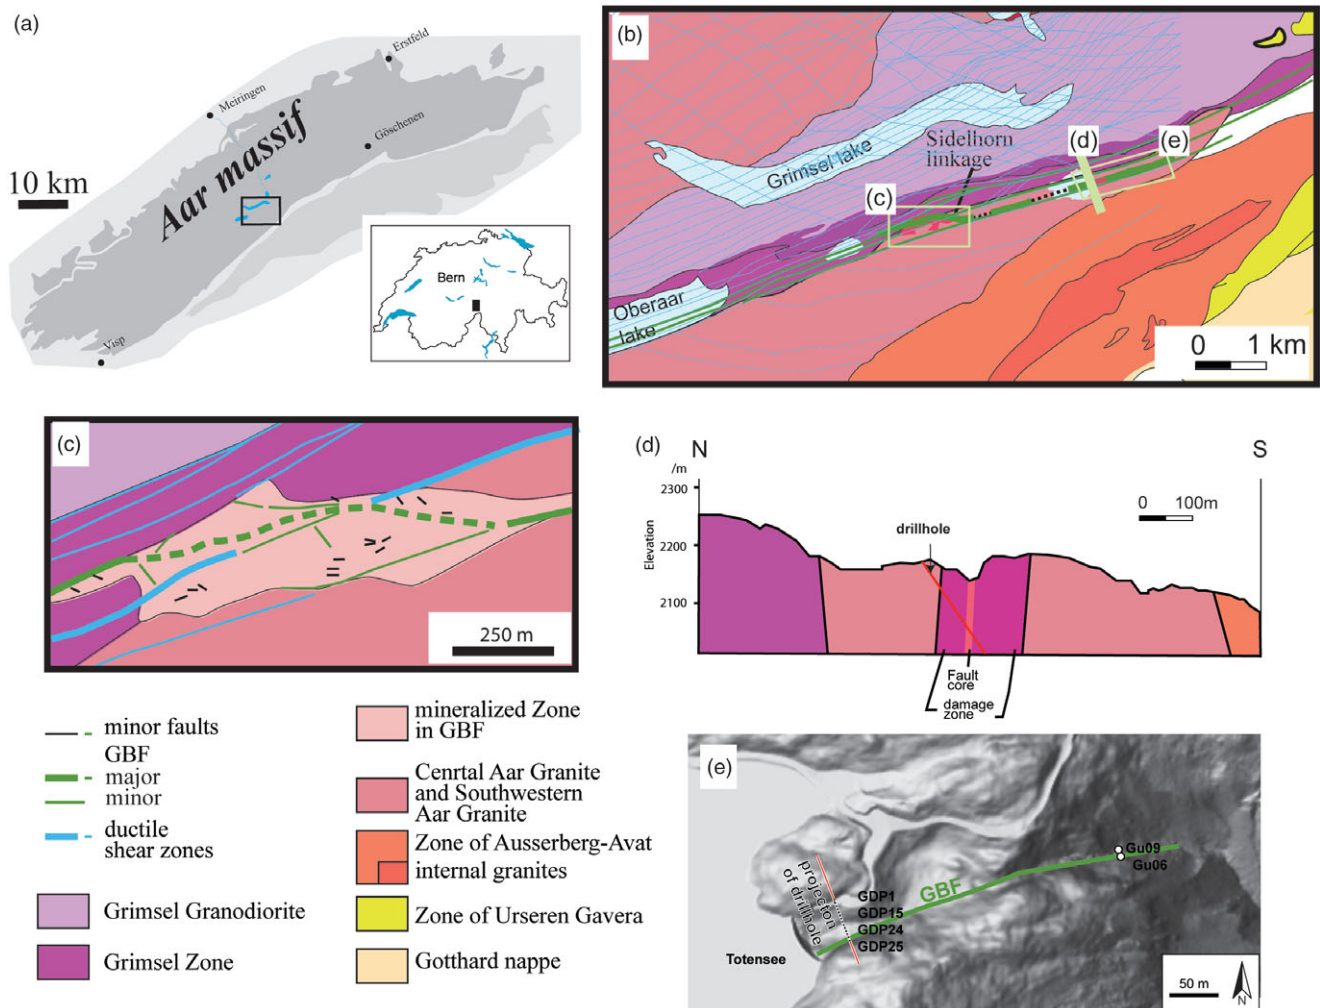 (a)
Erstfeld
Meiringen
Göschenen
Aar massif
10 km
Bern
Visp
(b)
Sidelhorn
linkage
(d)
(e)
Grimsel lake
(c)
Oberaar
lake
0 1 km
(c)
250 m
(d)
N
S
/m
2300
0 100m
drillhole
2200
Elevation
2100
Fault
core
damage
zone
minor faults
GBF
major
minor
ductile
shear zones
Grimsel Granodiorite
Grimsel Zone
mineralized Zone
in GBF
Cenrtal Aar Granite
and Southwestern
Aar Granite
Zone of Ausserberg-Avat
internal granites
Zone of Urseren Gavera
Gotthard nappe
(e)
Gu09
Gu06
GBF
projecton
of drillhole
GDP1
GDP15
GDP24
GDP25
Totensee
50 m
N